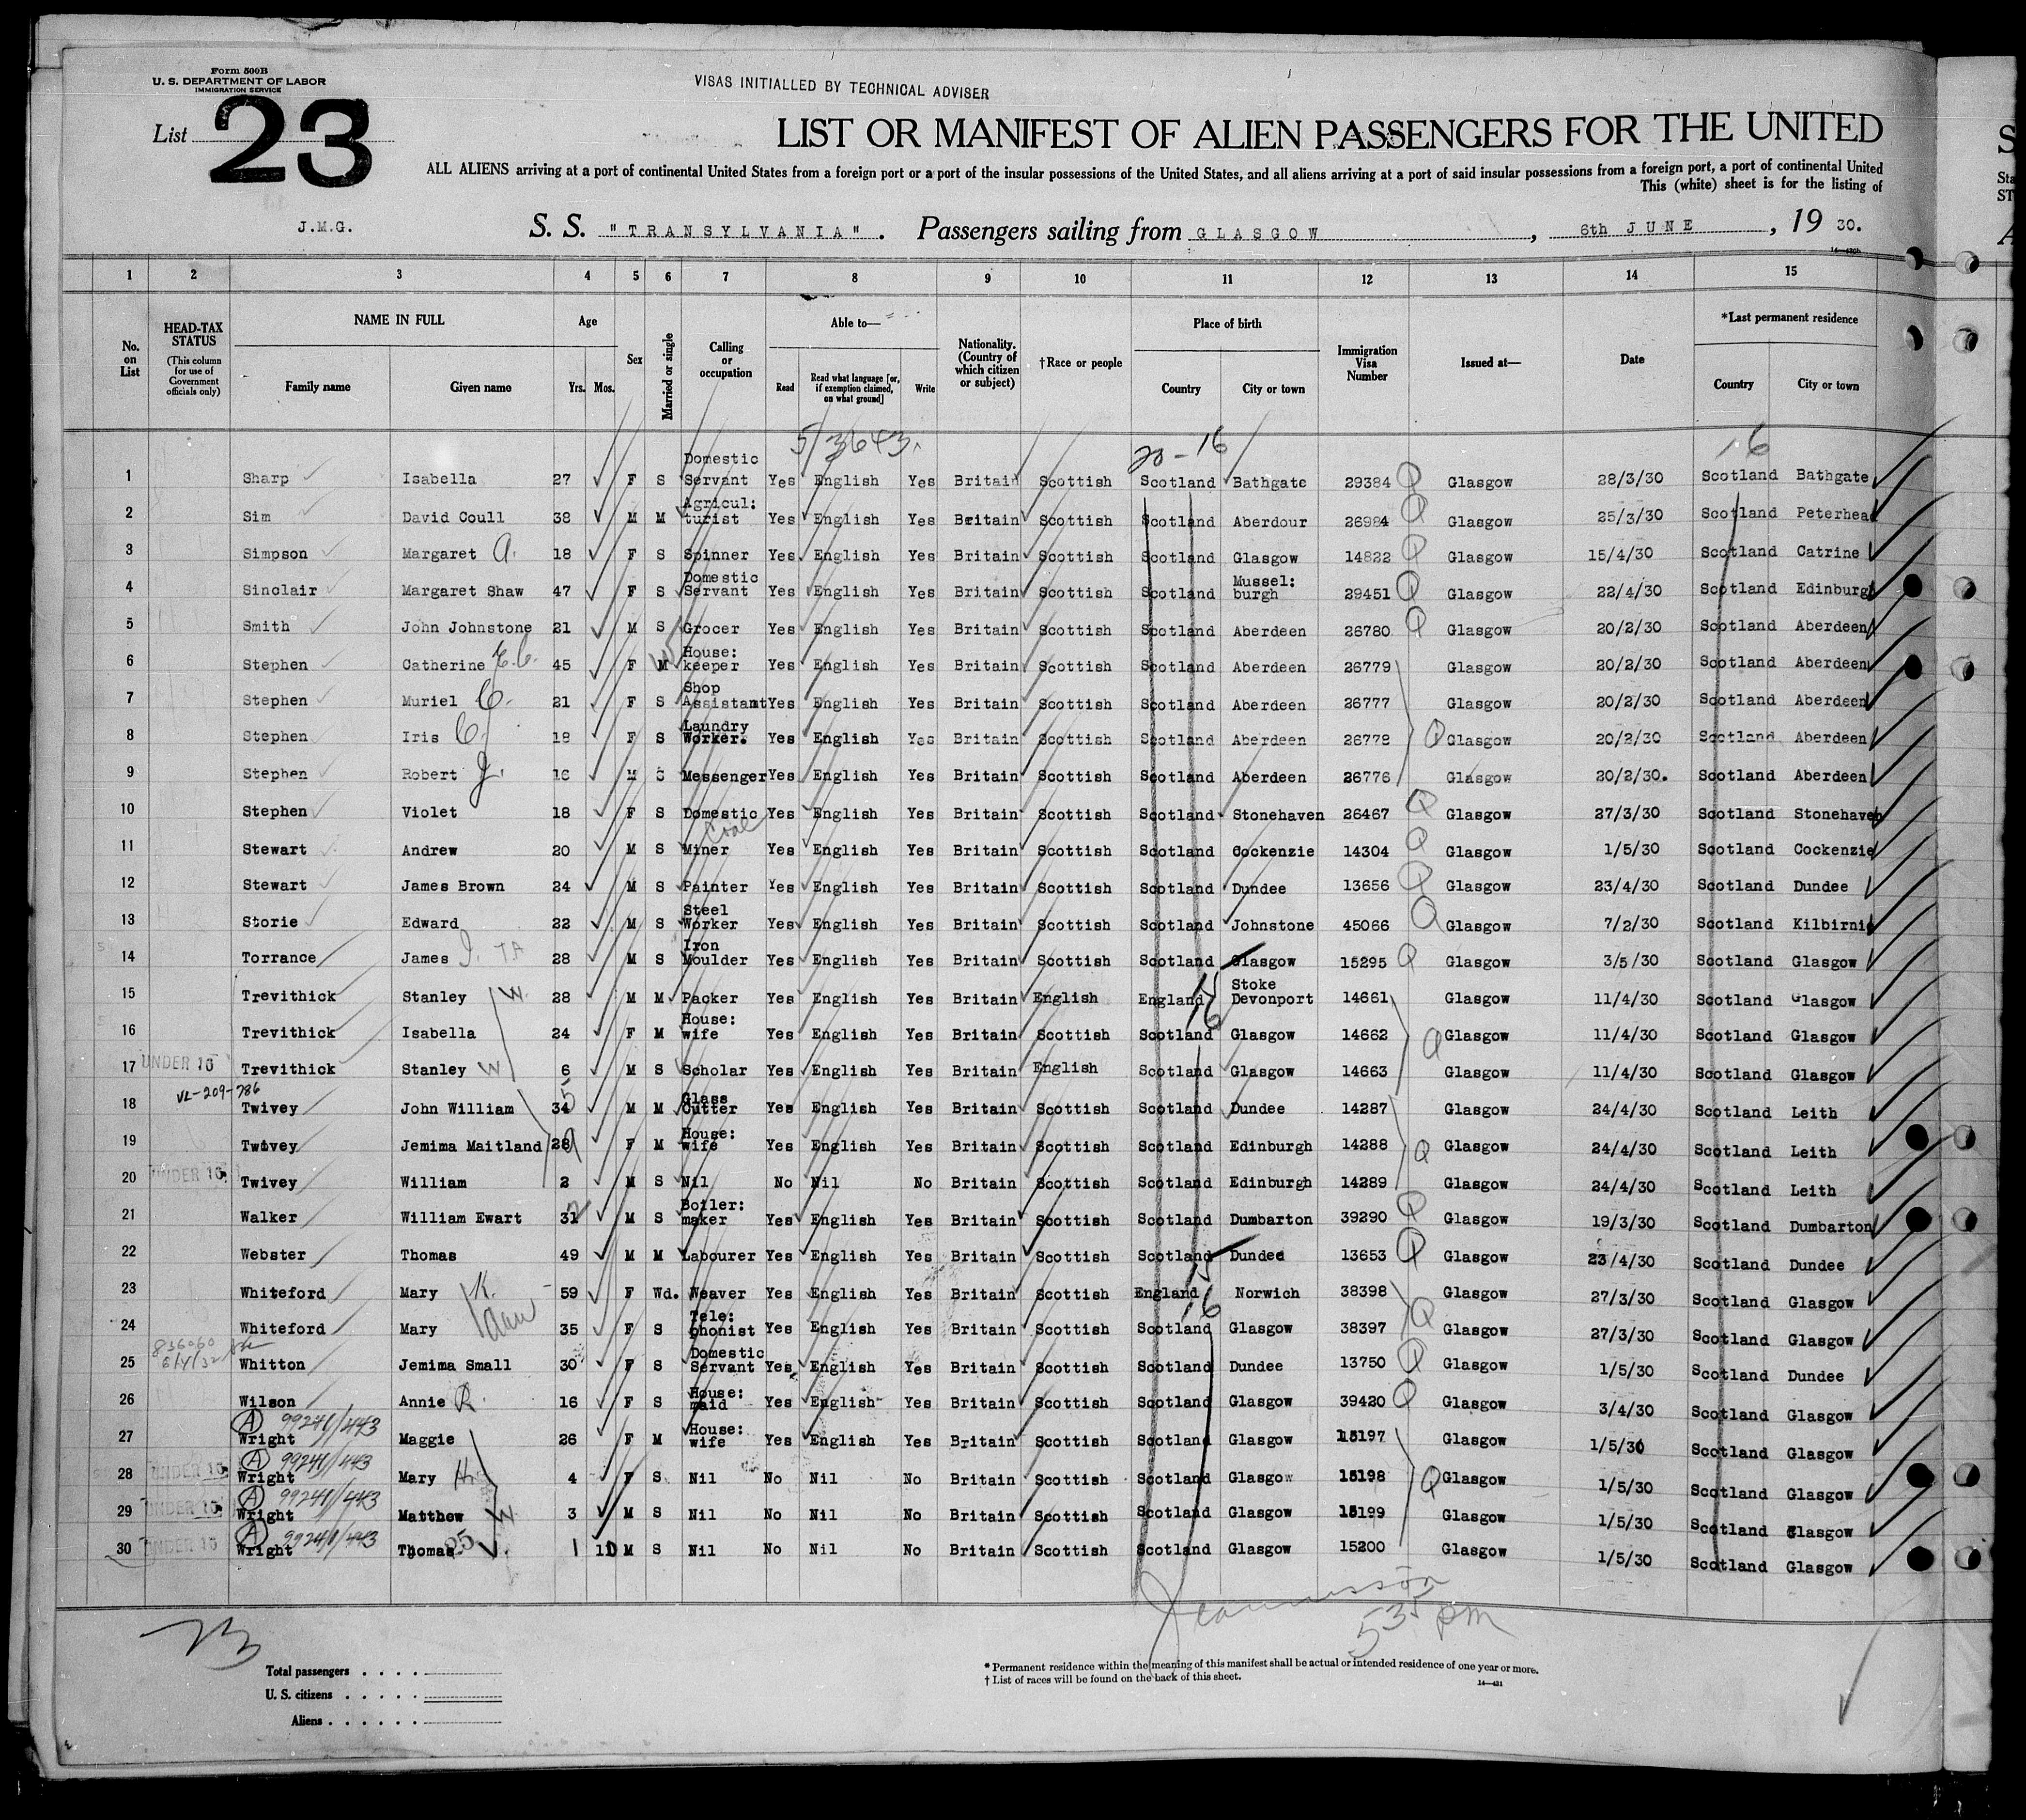 Form 500B
U. S. DEPARTMENT OF LABOR
IMMIGRATION SERVICE
VISAS INITIALLED BY TECHNICAL ADVISER
List 23
LIST OR MANIFEST OF ALIEN PASSENGERS FOR THE UNITED
ALL ALIENS arriving at a port of continental United States from a foreign port or a port of the insular possessions of the United States, and all aliens arriving at a port of said insular possessions from a foreign port, a port of continental United
This (white) sheet is for the listing of
J.M.G. S. S. "TRANSYLVANIA". Passengers sailing from GLASGOW, 6th JUNE, 19 30.
1 2 3 4 5 6 7 8 9 10 11 12 13 14 15
No. on List HEAD-TAX STATUS (This column for use of Government officials only) NAME IN FULL Family name Given name Age Yrs. Mos. Sex Married or single Calling or occupation Able to— Read Read what language [or, if exemption claimed, on what ground] Write Nationality. (Country of which citizen or subject) †Race or people Place of birth Country City or town Immigration Visa Number Issued at— Date *Last permanent residence Country City or town
5/3643. 20-16 16
1 Sharp Isabella 27 F S Domestic Servant Yes English Yes Britain Scottish Scotland Bathgate 29384 Glasgow 28/3/30 Scotland Bathgate
2 Sim David Coull 38 M M Agricul: turist Yes English Yes Britain Scottish Scotland Aberdour 26984 Glasgow 25/3/30 Scotland Peterhead
3 Simpson Margaret A. 18 F S Spinner Yes English Yes Britain Scottish Scotland Glasgow 14822 Glasgow 15/4/30 Scotland Catrine
4 Sinclair Margaret Shaw 47 F S Domestic Servant Yes English Yes Britain Scottish Scotland Mussel: burgh 29451 Glasgow 22/4/30 Scotland Edinburgh
5 Smith John Johnstone 21 M S Grocer Yes English Yes Britain Scottish Scotland Aberdeen 26780 Glasgow 20/2/30 Scotland Aberdeen
6 Stephen Catherine E.C. 45 F M House: keeper Yes English Yes Britain Scottish Scotland Aberdeen 26779 Glasgow 20/2/30 Scotland Aberdeen
7 Stephen Muriel C. 21 F S Shop Assistant Yes English Yes Britain Scottish Scotland Aberdeen 26777 Glasgow 20/2/30 Scotland Aberdeen
8 Stephen Iris C. 18 F S Laundry Worker. Yes English Yes Britain Scottish Scotland Aberdeen 26778 Glasgow 20/2/30 Scotland Aberdeen
9 Stephen Robert J. 16 M S Messenger Yes English Yes Britain Scottish Scotland Aberdeen 26776 Glasgow 20/2/30. Scotland Aberdeen
10 Stephen Violet 18 F S Domestic Yes English Yes Britain Scottish Scotland Stonehaven 26467 Glasgow 27/3/30 Scotland Stonehaven
11 Stewart Andrew 20 M S Coal Miner Yes English Yes Britain Scottish Scotland Cockenzie 14304 Glasgow 1/5/30 Scotland Cockenzie
12 Stewart James Brown 24 M S Painter Yes English Yes Britain Scottish Scotland Dundee 13656 Glasgow 23/4/30 Scotland Dundee
13 Storie Edward 22 M S Steel Worker Yes English Yes Britain Scottish Scotland Johnstone 45066 Glasgow 7/2/30 Scotland Kilbirnie
14 Torrance James J. 28 M S Iron Moulder Yes English Yes Britain Scottish Scotland Glasgow 15295 Glasgow 3/5/30 Scotland Glasgow
15 Trevithick Stanley W. 28 M M Packer Yes English Yes Britain English England Stoke Devonport 14661 Glasgow 11/4/30 Scotland Glasgow
16 Trevithick Isabella 24 F M House: wife Yes English Yes Britain Scottish Scotland Glasgow 14662 Glasgow 11/4/30 Scotland Glasgow
17 UNDER 16 Trevithick Stanley W 6 M S Scholar Yes English Yes Britain English Scotland Glasgow 14663 Glasgow 11/4/30 Scotland Glasgow
VL-209-786
18 Twivey John William 34 M M Glass Cutter Yes English Yes Britain Scottish Scotland Dundee 14287 Glasgow 24/4/30 Scotland Leith
19 Twivey Jemima Maitland 28 F M House: wife Yes English Yes Britain Scottish Scotland Edinburgh 14288 Glasgow 24/4/30 Scotland Leith
20 UNDER 16 Twivey William 2 M S Nil No Nil No Britain Scottish Scotland Edinburgh 14289 Glasgow 24/4/30 Scotland Leith
21 Walker William Ewart 31 M S Boiler: maker Yes English Yes Britain Scottish Scotland Dumbarton 39290 Glasgow 19/3/30 Scotland Dumbarton
22 Webster Thomas 49 M M Labourer Yes English Yes Britain Scottish Scotland Dundee 13653 Glasgow 23/4/30 Scotland Dundee
23 Whiteford Mary K. 59 F Wd. Weaver Yes English Yes Britain Scottish England Norwich 38398 Glasgow 27/3/30 Scotland Glasgow
24 Whiteford Mary 35 F S Tele: phonist Yes English Yes Britain Scottish Scotland Glasgow 38397 Glasgow 27/3/30 Scotland Glasgow
836060 6/4/32
25 Whitton Jemima Small 30 F S Domestic Servant Yes English Yes Britain Scottish Scotland Dundee 13750 Glasgow 1/5/30 Scotland Dundee
26 Wilson Annie R. 16 F S House: maid Yes English Yes Britain Scottish Scotland Glasgow 39420 Glasgow 3/4/30 Scotland Glasgow
A 99241/443
27 Wright Maggie 26 F M House: wife Yes English Yes Britain Scottish Scotland Glasgow 15197 Glasgow 1/5/30 Scotland Glasgow
A 99241/443
28 UNDER 16 Wright Mary H. 4 F S Nil No Nil No Britain Scottish Scotland Glasgow 15198 Glasgow 1/5/30 Scotland Glasgow
A 99241/443
29 UNDER 16 Wright Matthew W 3 M S Nil No Nil No Britain Scottish Scotland Glasgow 15199 Glasgow 1/5/30 Scotland Glasgow
A 99241/443
30 UNDER 16 Wright Thomas 1 10 M S Nil No Nil No Britain Scottish Scotland Glasgow 15200 Glasgow 1/5/30 Scotland Glasgow
535 pm
Total passengers . . . .
U. S. citizens . . . . .
Aliens . . . . . .
* Permanent residence within the meaning of this manifest shall be actual or intended residence of one year or more.
† List of races will be found on the back of this sheet.
14—421